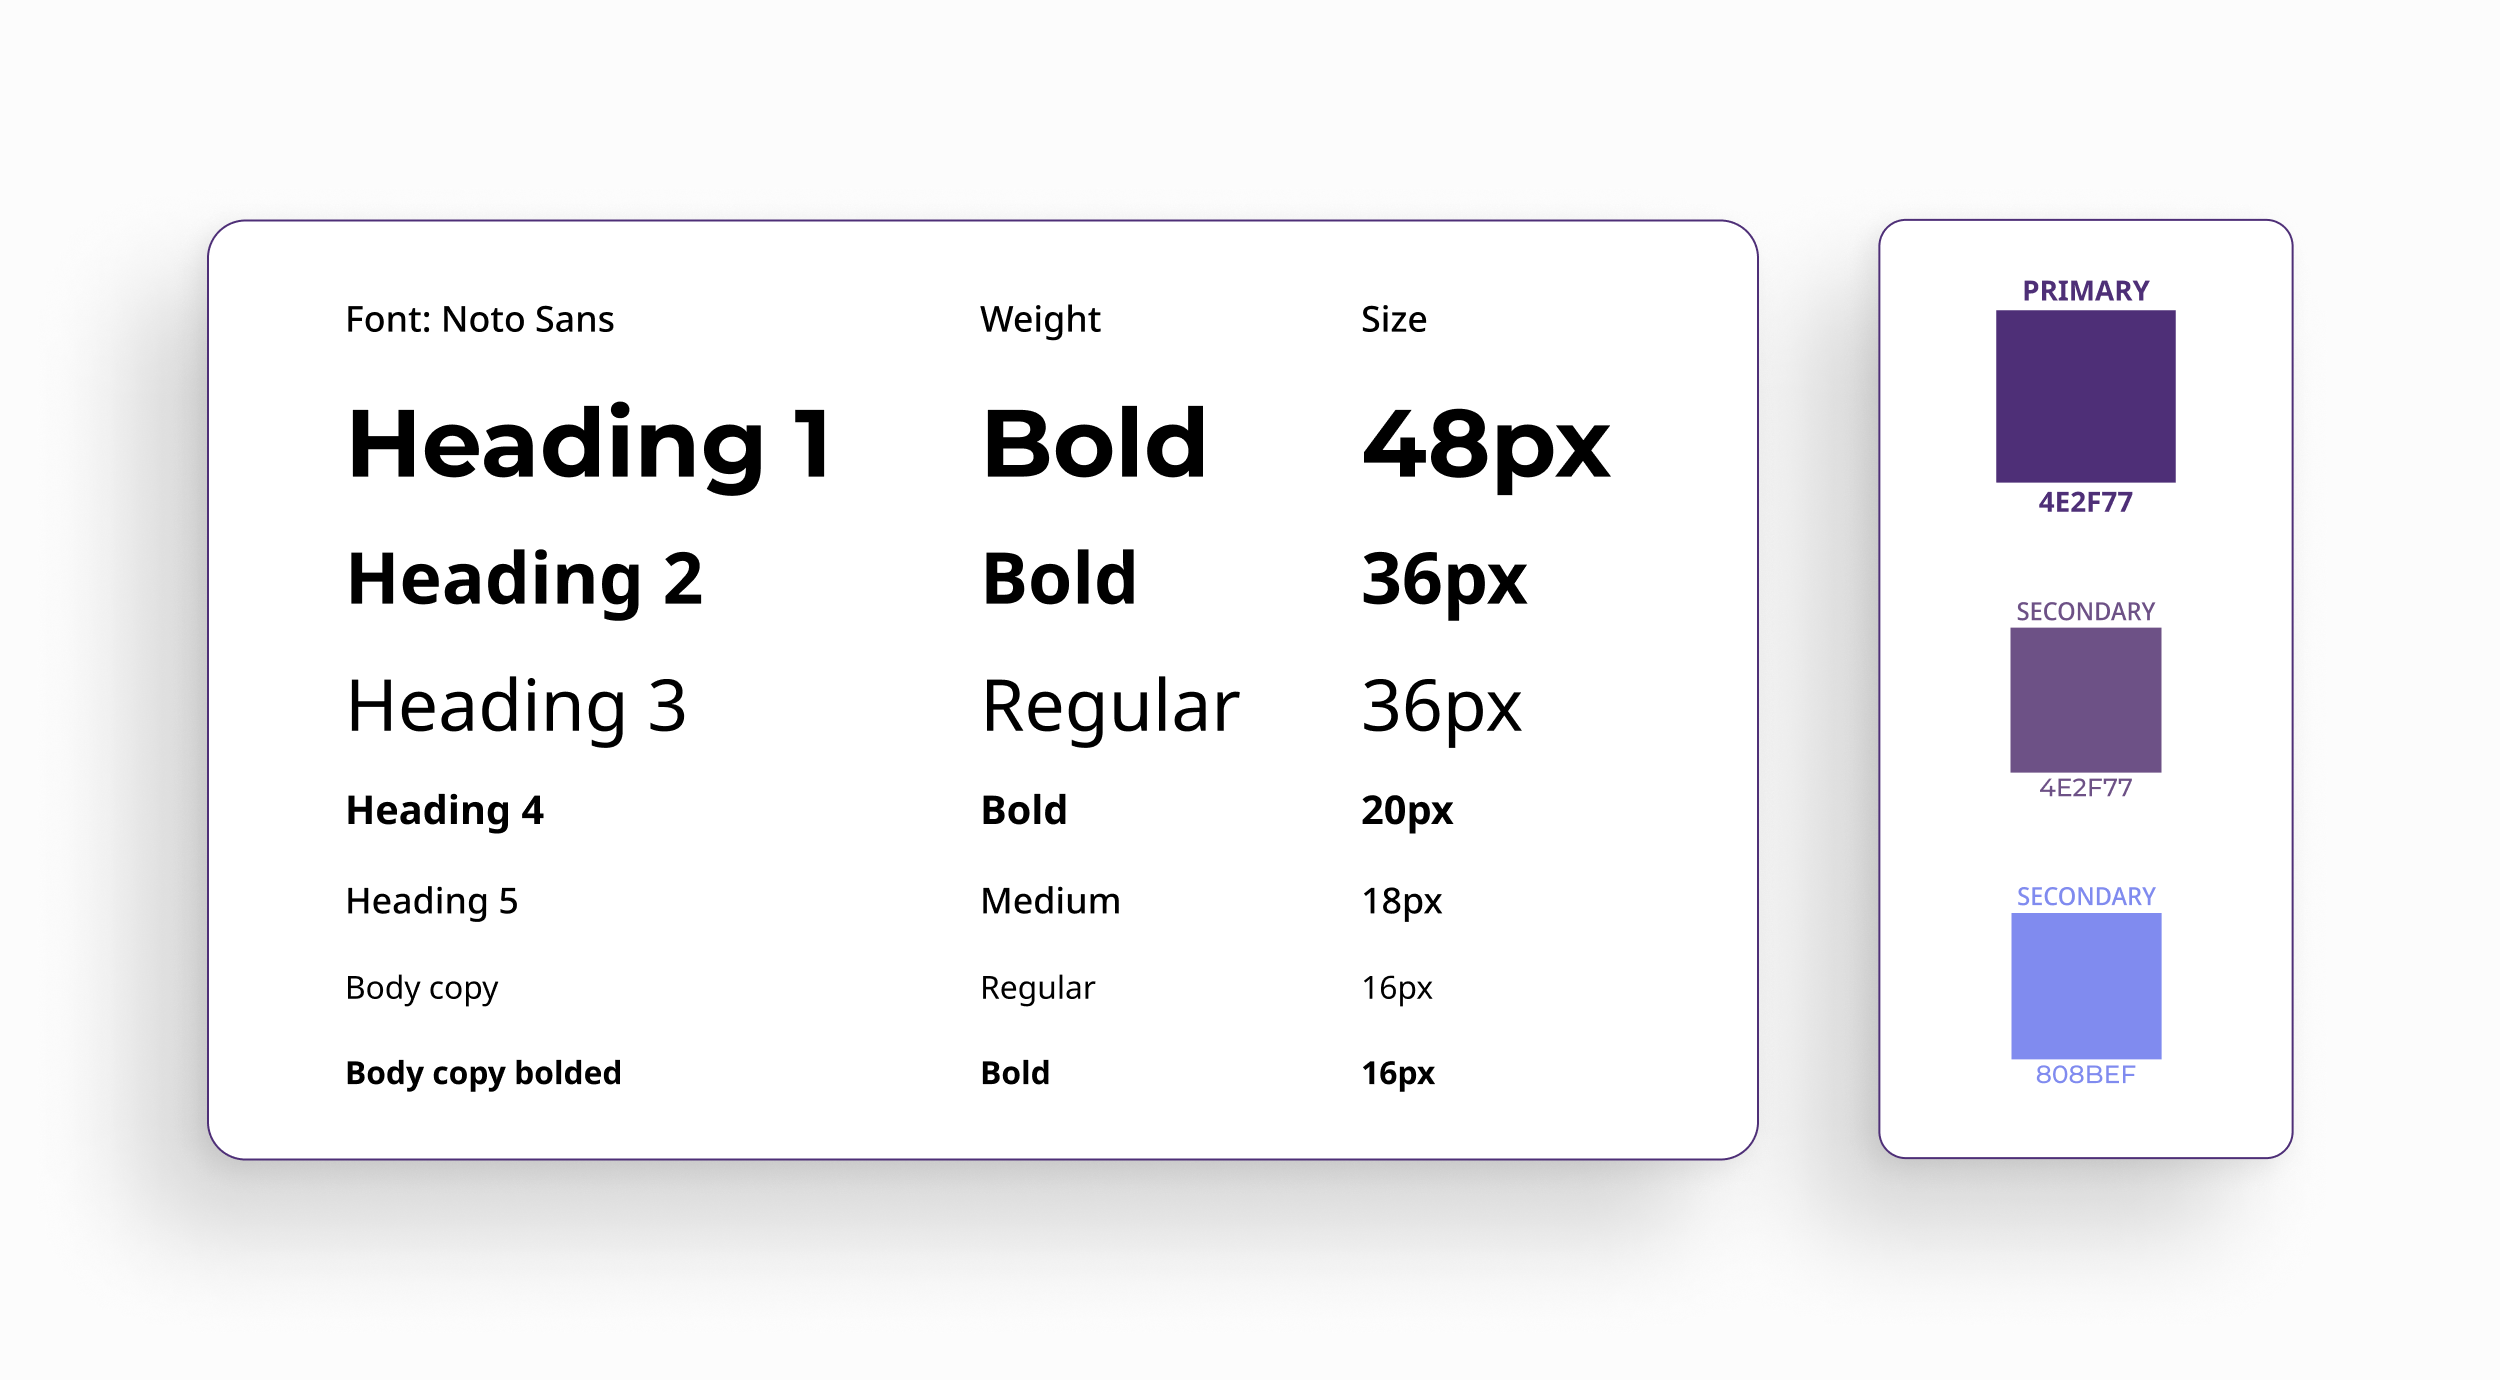 Font: Noto Sans Weight Size
Heading 1 Bold 48px
Heading 2 Bold 36px
Heading 3 Regular 36px
Heading 4 Bold 20px
Heading 5 Medium 18px
Body copy Regular 16px
Body copy bolded Bold 16px
PRIMARY
4E2F77
SECONDARY
4E2F77
SECONDARY
808BEF